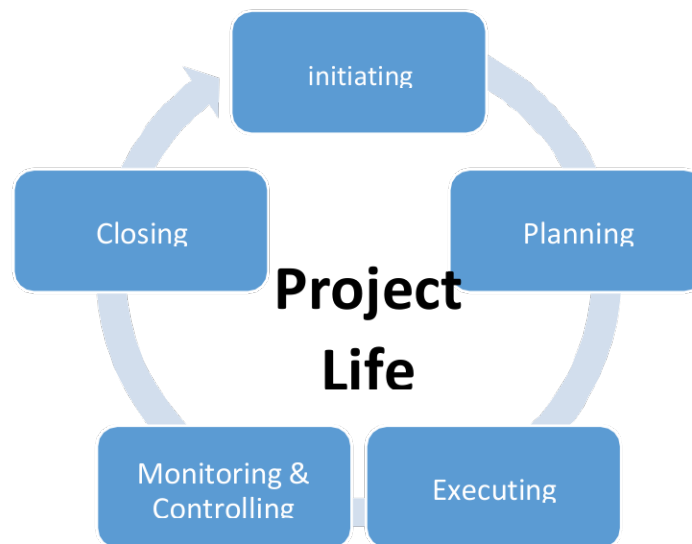 initiating
Planning
Executing
Monitoring &
Controlling
Closing
Project
Life